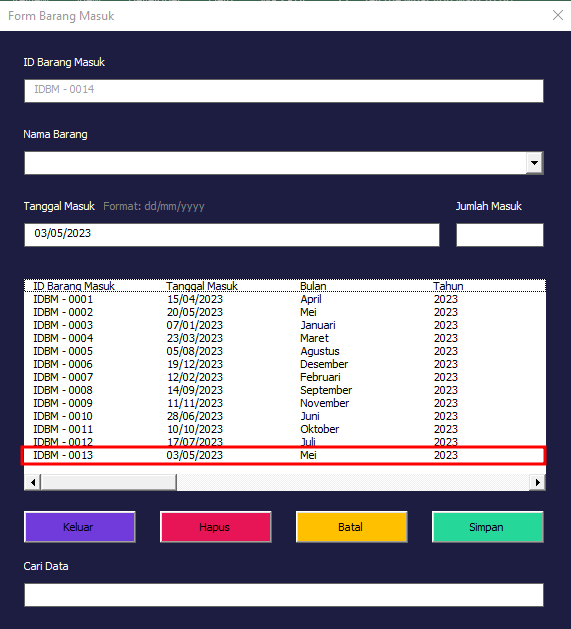 Form Barang Masuk
ID Barang Masuk
IDBM - 0014
Nama Barang
Tanggal Masuk Format: dd/mm/yyyy Jumlah Masuk
03/05/2023
ID Barang Masuk Tanggal Masuk Bulan Tahun
IDBM - 0001 15/04/2023 April 2023
IDBM - 0002 20/05/2023 Mei 2023
IDBM - 0003 07/01/2023 Januari 2023
IDBM - 0004 23/03/2023 Maret 2023
IDBM - 0005 05/08/2023 Agustus 2023
IDBM - 0006 19/12/2023 Desember 2023
IDBM - 0007 12/02/2023 Februari 2023
IDBM - 0008 14/09/2023 September 2023
IDBM - 0009 11/11/2023 November 2023
IDBM - 0010 28/06/2023 Juni 2023
IDBM - 0011 10/10/2023 Oktober 2023
IDBM - 0012 17/07/2023 Juli 2023
IDBM - 0013 03/05/2023 Mei 2023
Keluar Hapus Batal Simpan
Cari Data